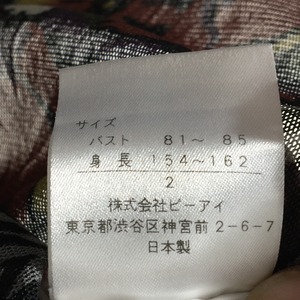 サイズ
バスト 81～ 85
身長 154～162
2
株式会社ビーアイ
東京都渋谷区神宮前2-6-7
日本製